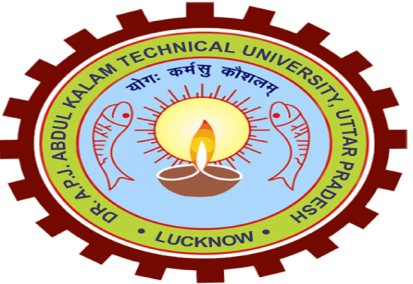 DR. A.P.J. ABDUL KALAM TECHNICAL UNIVERSITY, UTTAR PRADESH
योगः कर्मसु कौशलम्
• LUCKNOW •